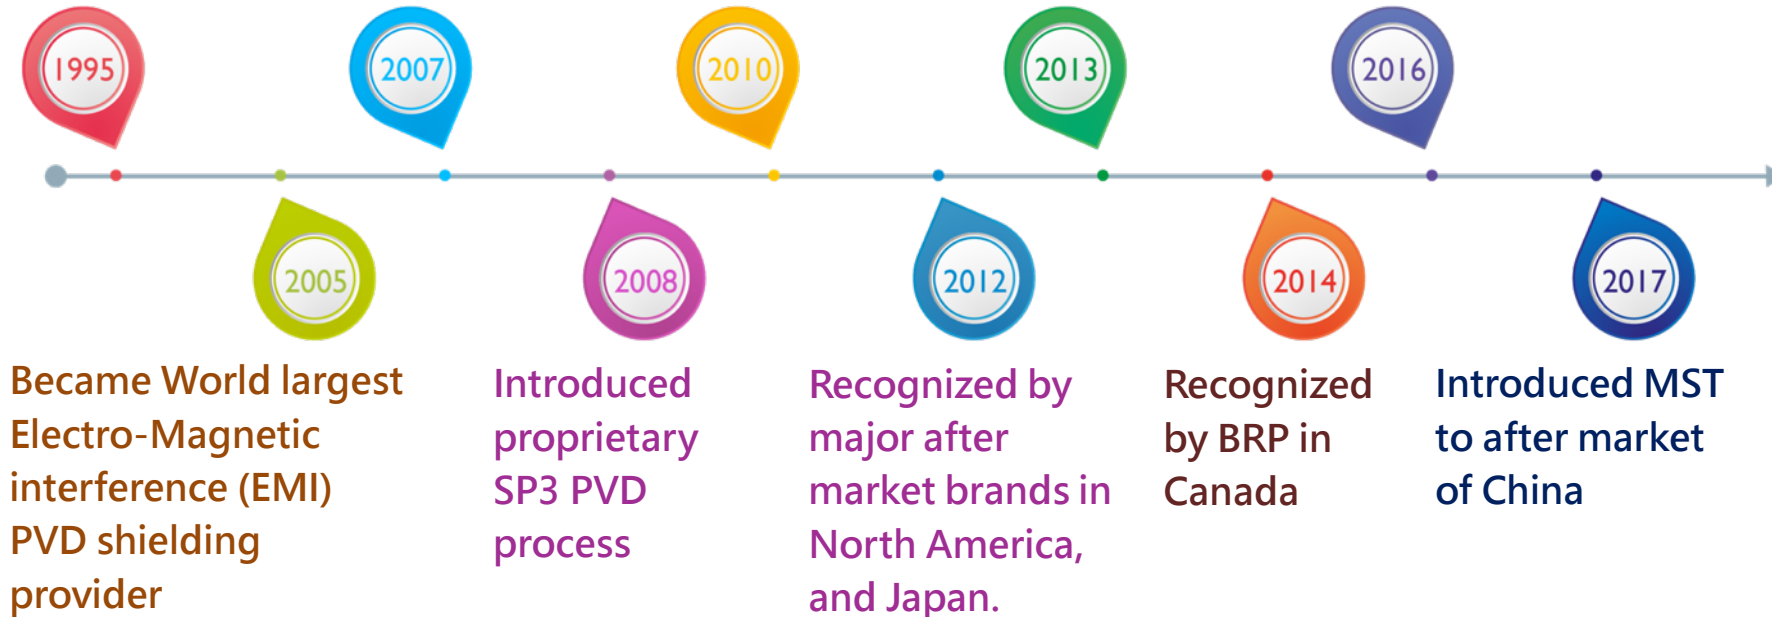 1995
2007
2010
2013
2016
2005
2008
2012
2014
2017
Became World largest
Electro-Magnetic
interference (EMI)
PVD shielding
provider
Introduced
proprietary
SP3 PVD
process
Recognized by
major after
market brands in
North America,
and Japan.
Recognized
by BRP in
Canada
Introduced MST
to after market
of China